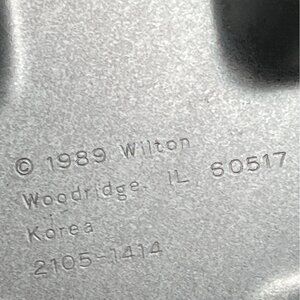 © 1989 Wilton
Woodridge, IL 60517
Korea
2105-1414